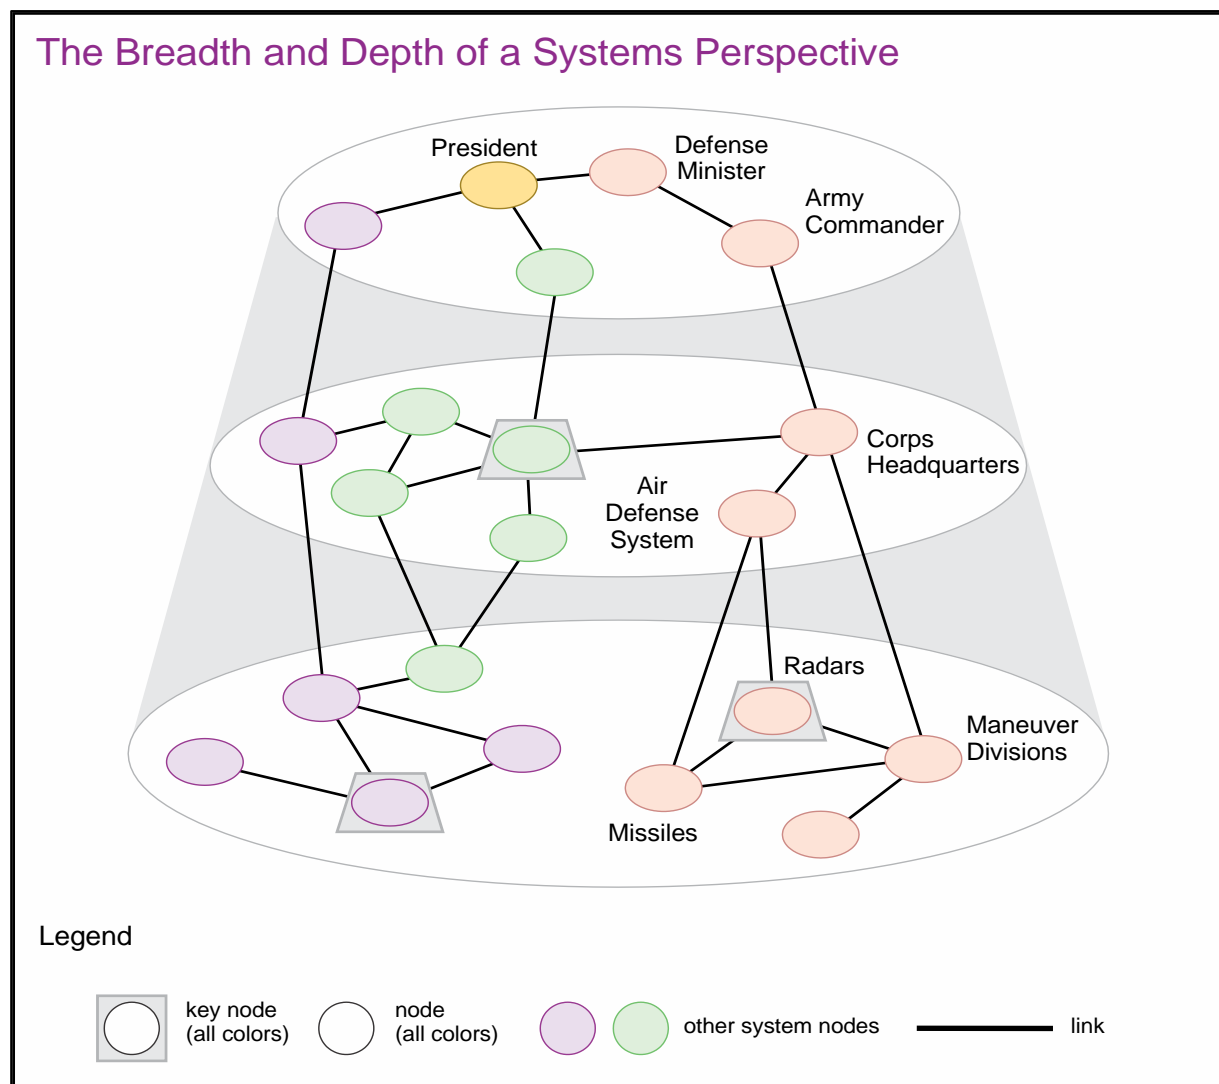 The Breadth and Depth of a Systems Perspective
President
Defense
Minister
Army
Commander
Corps
Headquarters
Air
Defense
System
Radars
Maneuver
Divisions
Missiles
Legend
key node
(all colors)
node
(all colors)
other system nodes
link